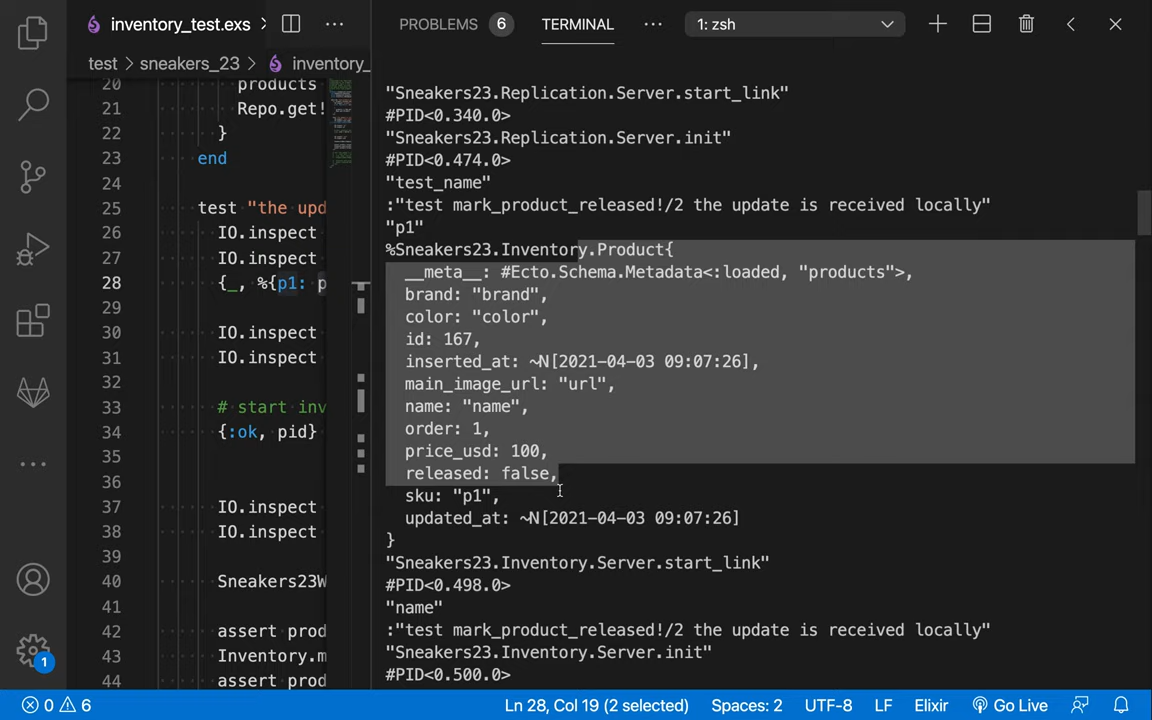 inventory_test.exs
PROBLEMS 6 TERMINAL 1: zsh
test > sneakers_23 > inventory_
20 products
21 Repo.get!
22 }
23 end
24
25 test "the upd
26 IO.inspect
27 IO.inspect
28 {_, %{p1: p
29
30 IO.inspect
31 IO.inspect
32
33 # start inv
34 {:ok, pid}
35
36
37 IO.inspect
38 IO.inspect
39
40 Sneakers23W
41
42 assert prod
43 Inventory.m
44 assert prod
"Sneakers23.Replication.Server.start_link"
#PID<0.340.0>
"Sneakers23.Replication.Server.init"
#PID<0.474.0>
"test_name"
:"test mark_product_released!/2 the update is received locally"
"p1"
%Sneakers23.Inventory.Product{
__meta__: #Ecto.Schema.Metadata<:loaded, "products">,
brand: "brand",
color: "color",
id: 167,
inserted_at: ~N[2021-04-03 09:07:26],
main_image_url: "url",
name: "name",
order: 1,
price_usd: 100,
released: false,
sku: "p1",
updated_at: ~N[2021-04-03 09:07:26]
}
"Sneakers23.Inventory.Server.start_link"
#PID<0.498.0>
"name"
:"test mark_product_released!/2 the update is received locally"
"Sneakers23.Inventory.Server.init"
#PID<0.500.0>
1
0 6 Ln 28, Col 19 (2 selected) Spaces: 2 UTF-8 LF Elixir Go Live